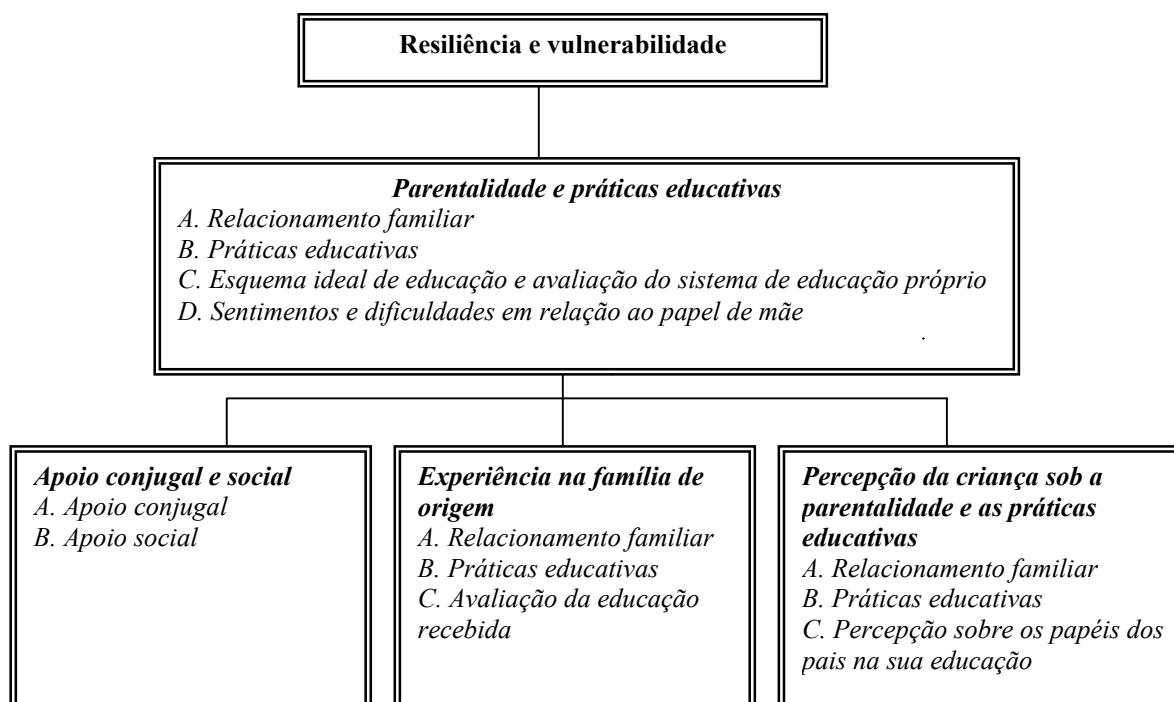 Resiliência e vulnerabilidade
Parentalidade e práticas educativas
A. Relacionamento familiar
B. Práticas educativas
C. Esquema ideal de educação e avaliação do sistema de educação próprio
D. Sentimentos e dificuldades em relação ao papel de mãe
.
Apoio conjugal e social
A. Apoio conjugal
B. Apoio social
Experiência na família de
origem
A. Relacionamento familiar
B. Práticas educativas
C. Avaliação da educação
recebida
Percepção da criança sob a
parentalidade e as práticas
educativas
A. Relacionamento familiar
B. Práticas educativas
C. Percepção sobre os papéis dos
pais na sua educação